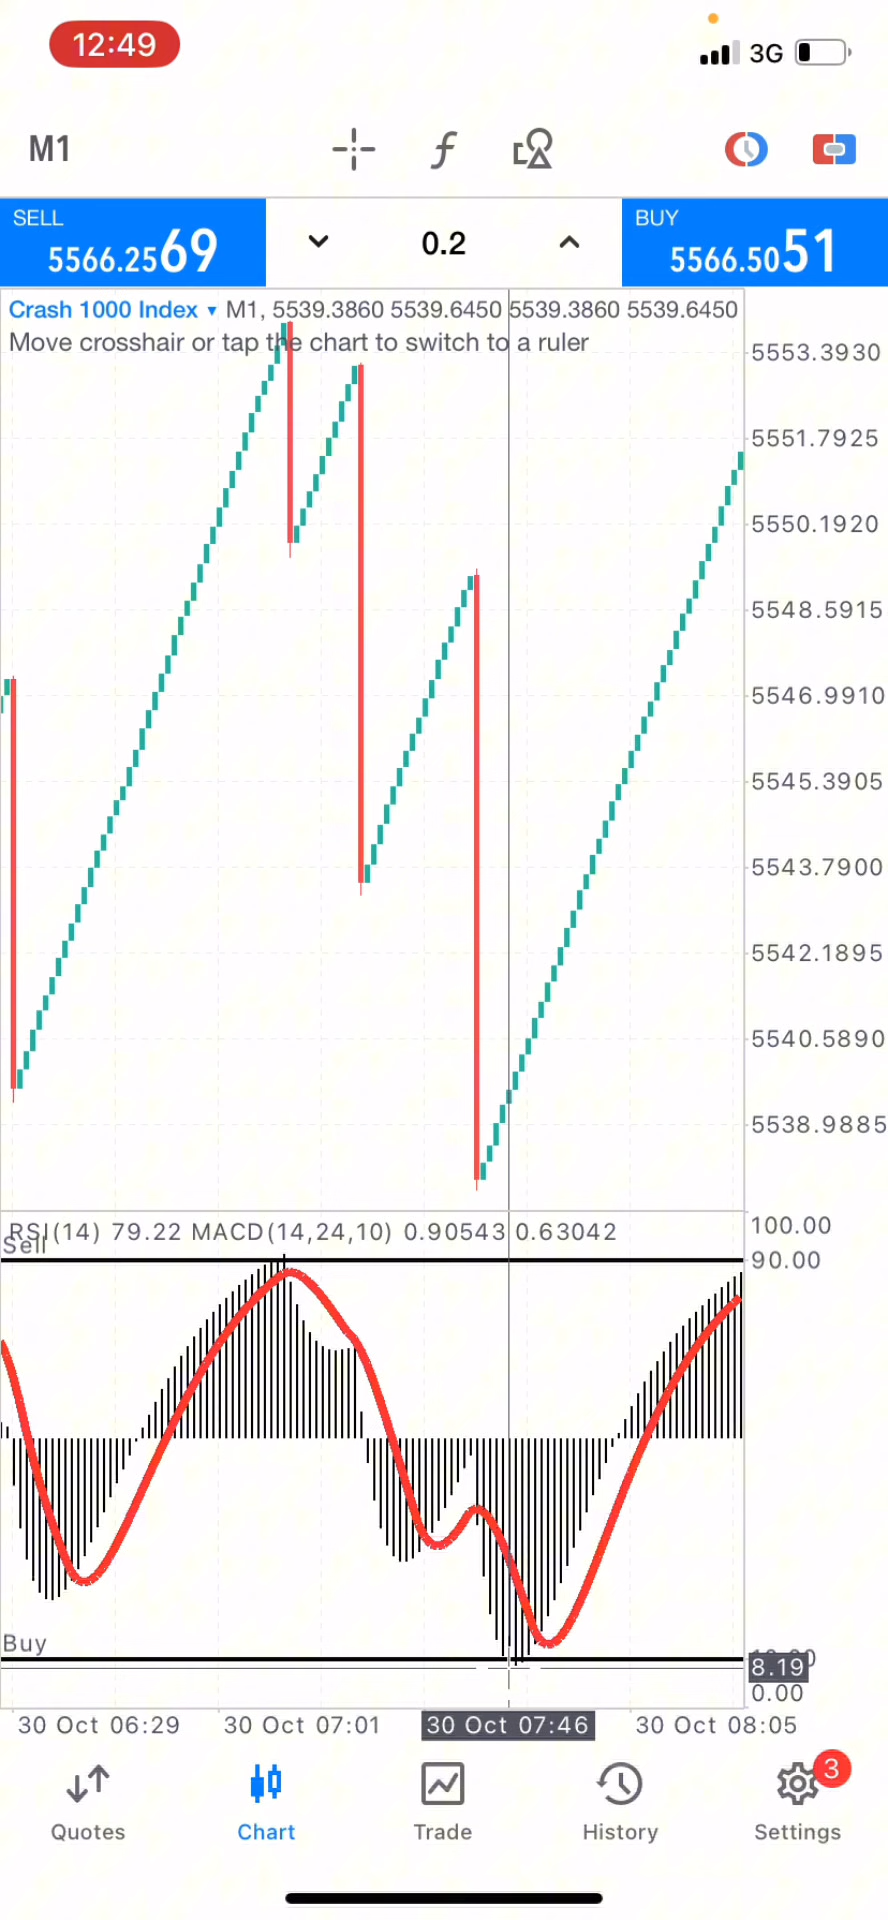 12:49
3G
M1
SELL
5566.2569
0.2
BUY
5566.5051
Crash 1000 Index ▾ M1, 5539.3860 5539.6450 5539.3860 5539.6450
Move crosshair or tap the chart to switch to a ruler
5553.3930
5551.7925
5550.1920
5548.5915
5546.9910
5545.3905
5543.7900
5542.1895
5540.5890
5538.9885
RSI(14) 79.22 MACD(14,24,10) 0.90543 0.63042
Sell
100.00
90.00
Buy
8.19
0.00
30 Oct 06:29
30 Oct 07:01
30 Oct 07:46
30 Oct 08:05
3
Quotes
Chart
Trade
History
Settings